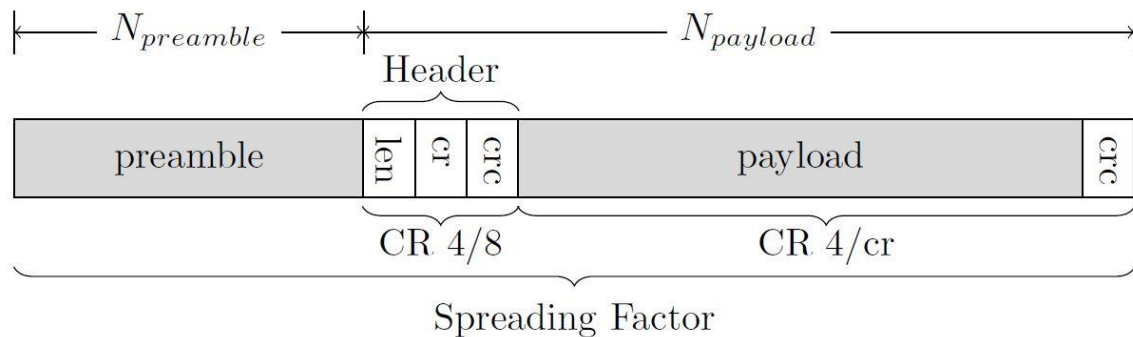 N_preamble N_payload
Header
preamble len cr crc payload crc
CR 4/8 CR 4/cr
Spreading Factor